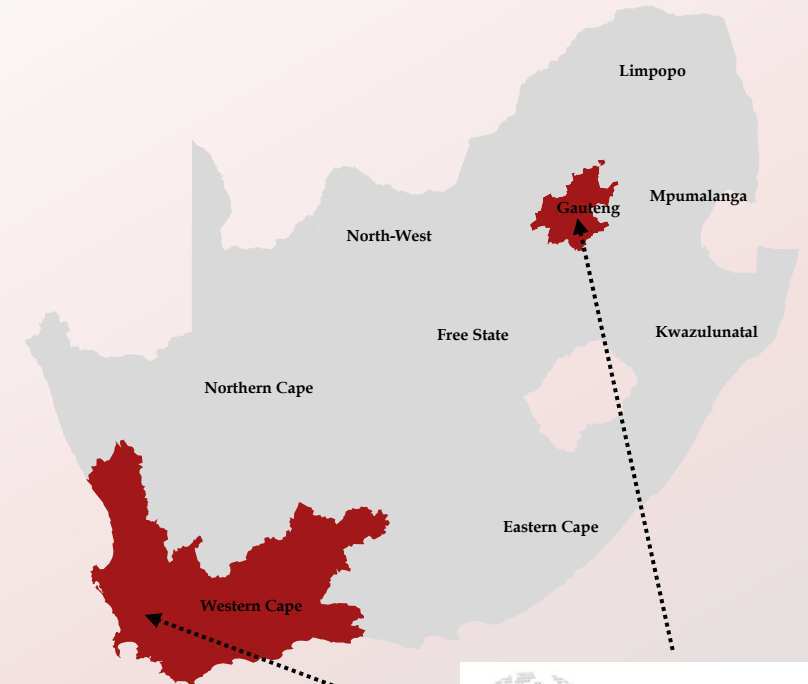 Limpopo
Mpumalanga
Gauteng
North-West
Free State
Kwazulunatal
Northern Cape
Eastern Cape
Western Cape